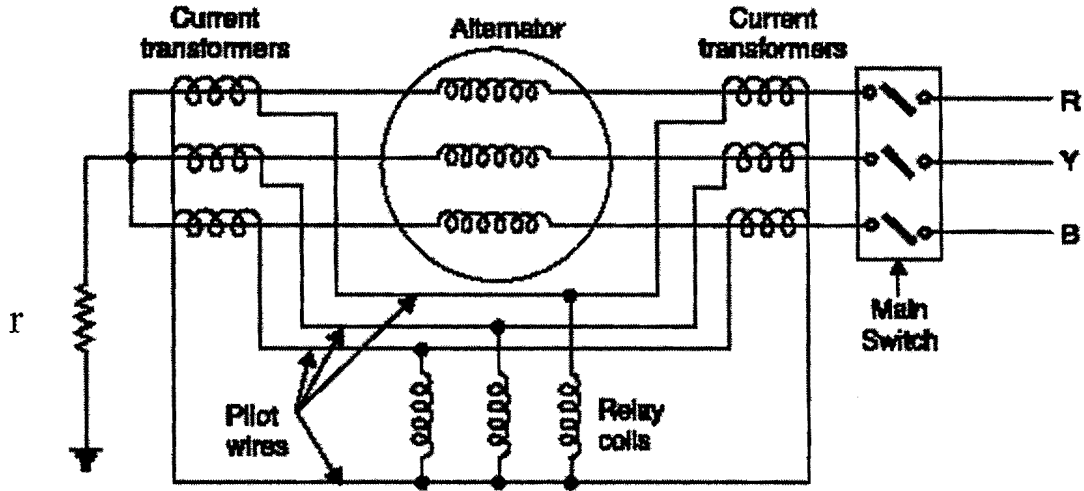 Current
transformers
Alternator
Current
transformers
R
Y
B
Main
Switch
r
Pilot
wires
Relay
coils